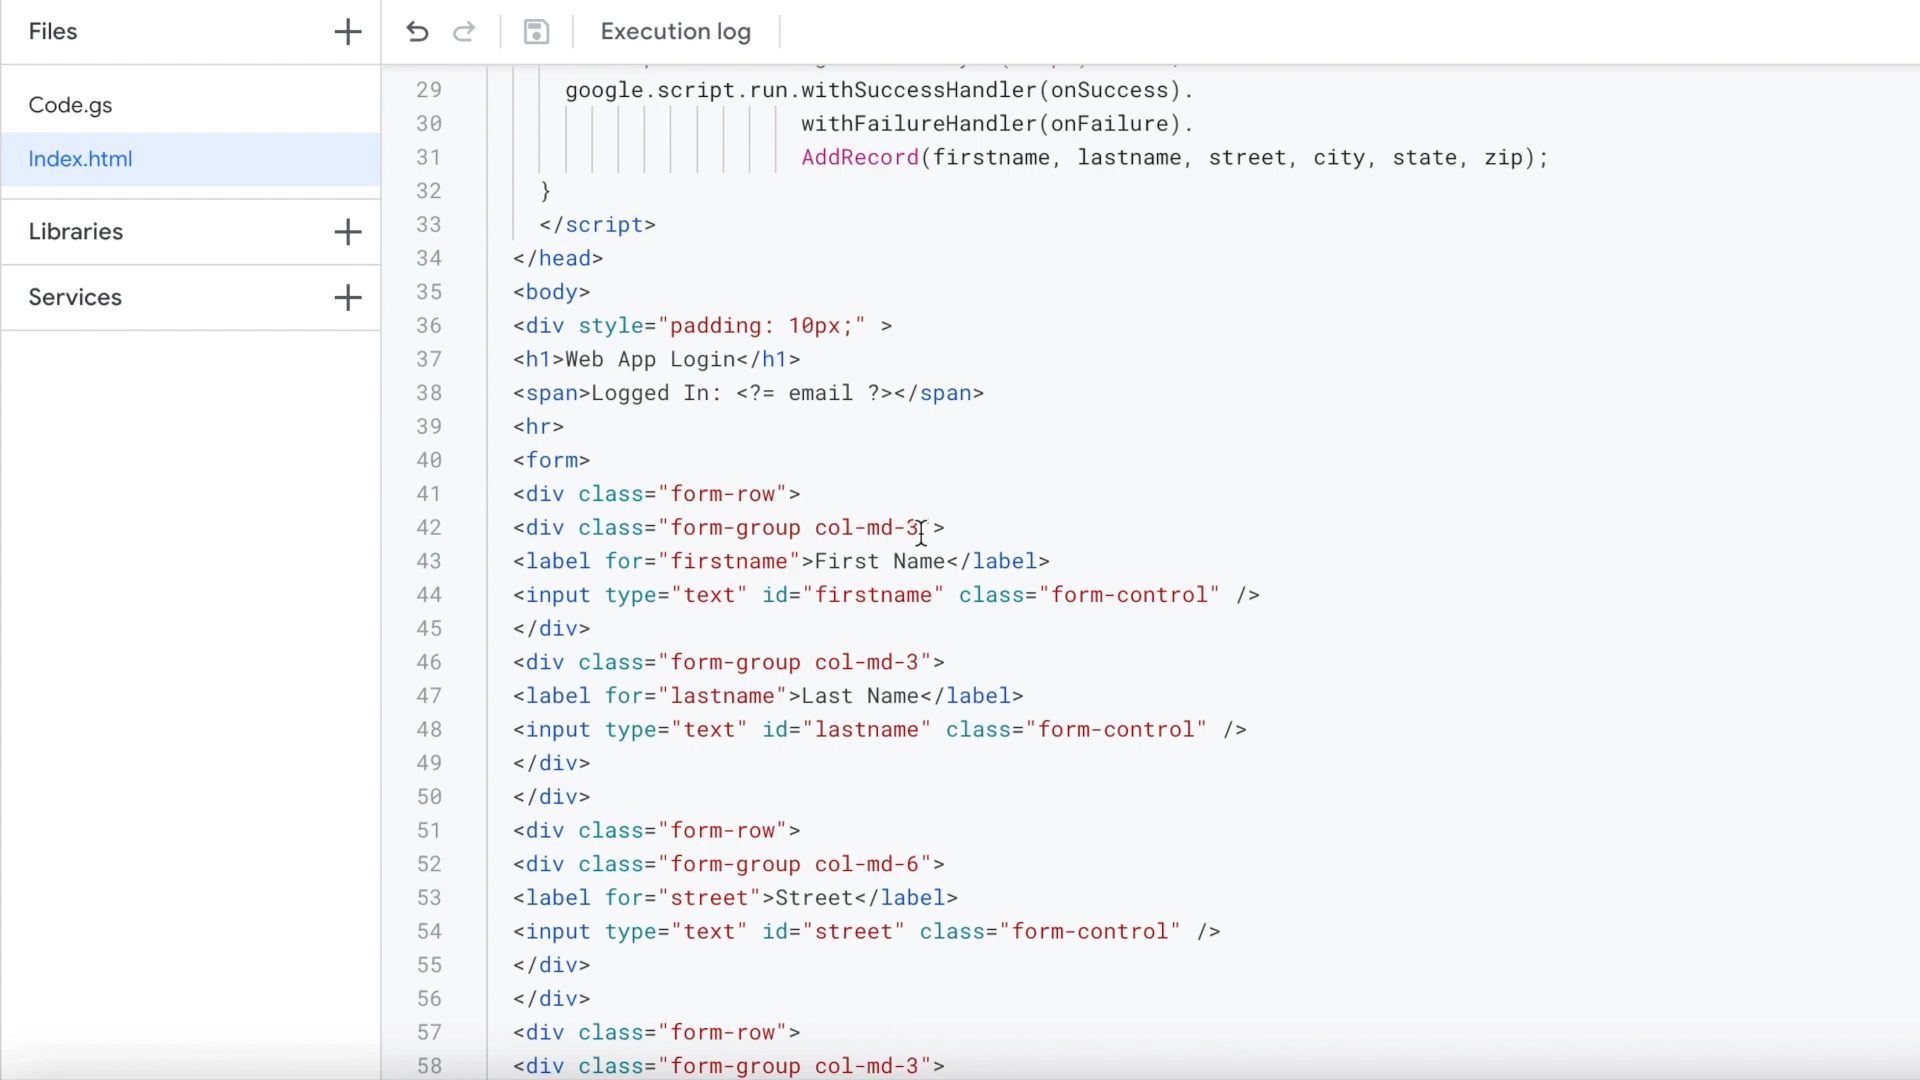 Files
Execution log
Code.gs
Index.html
Libraries
Services
29 google.script.run.withSuccessHandler(onSuccess).
30 withFailureHandler(onFailure).
31 AddRecord(firstname, lastname, street, city, state, zip);
32 }
33 </script>
34 </head>
35 <body>
36 <div style="padding: 10px;" >
37 <h1>Web App Login</h1>
38 <span>Logged In: <?= email ?></span>
39 <hr>
40 <form>
41 <div class="form-row">
42 <div class="form-group col-md-3">
43 <label for="firstname">First Name</label>
44 <input type="text" id="firstname" class="form-control" />
45 </div>
46 <div class="form-group col-md-3">
47 <label for="lastname">Last Name</label>
48 <input type="text" id="lastname" class="form-control" />
49 </div>
50 </div>
51 <div class="form-row">
52 <div class="form-group col-md-6">
53 <label for="street">Street</label>
54 <input type="text" id="street" class="form-control" />
55 </div>
56 </div>
57 <div class="form-row">
58 <div class="form-group col-md-3">